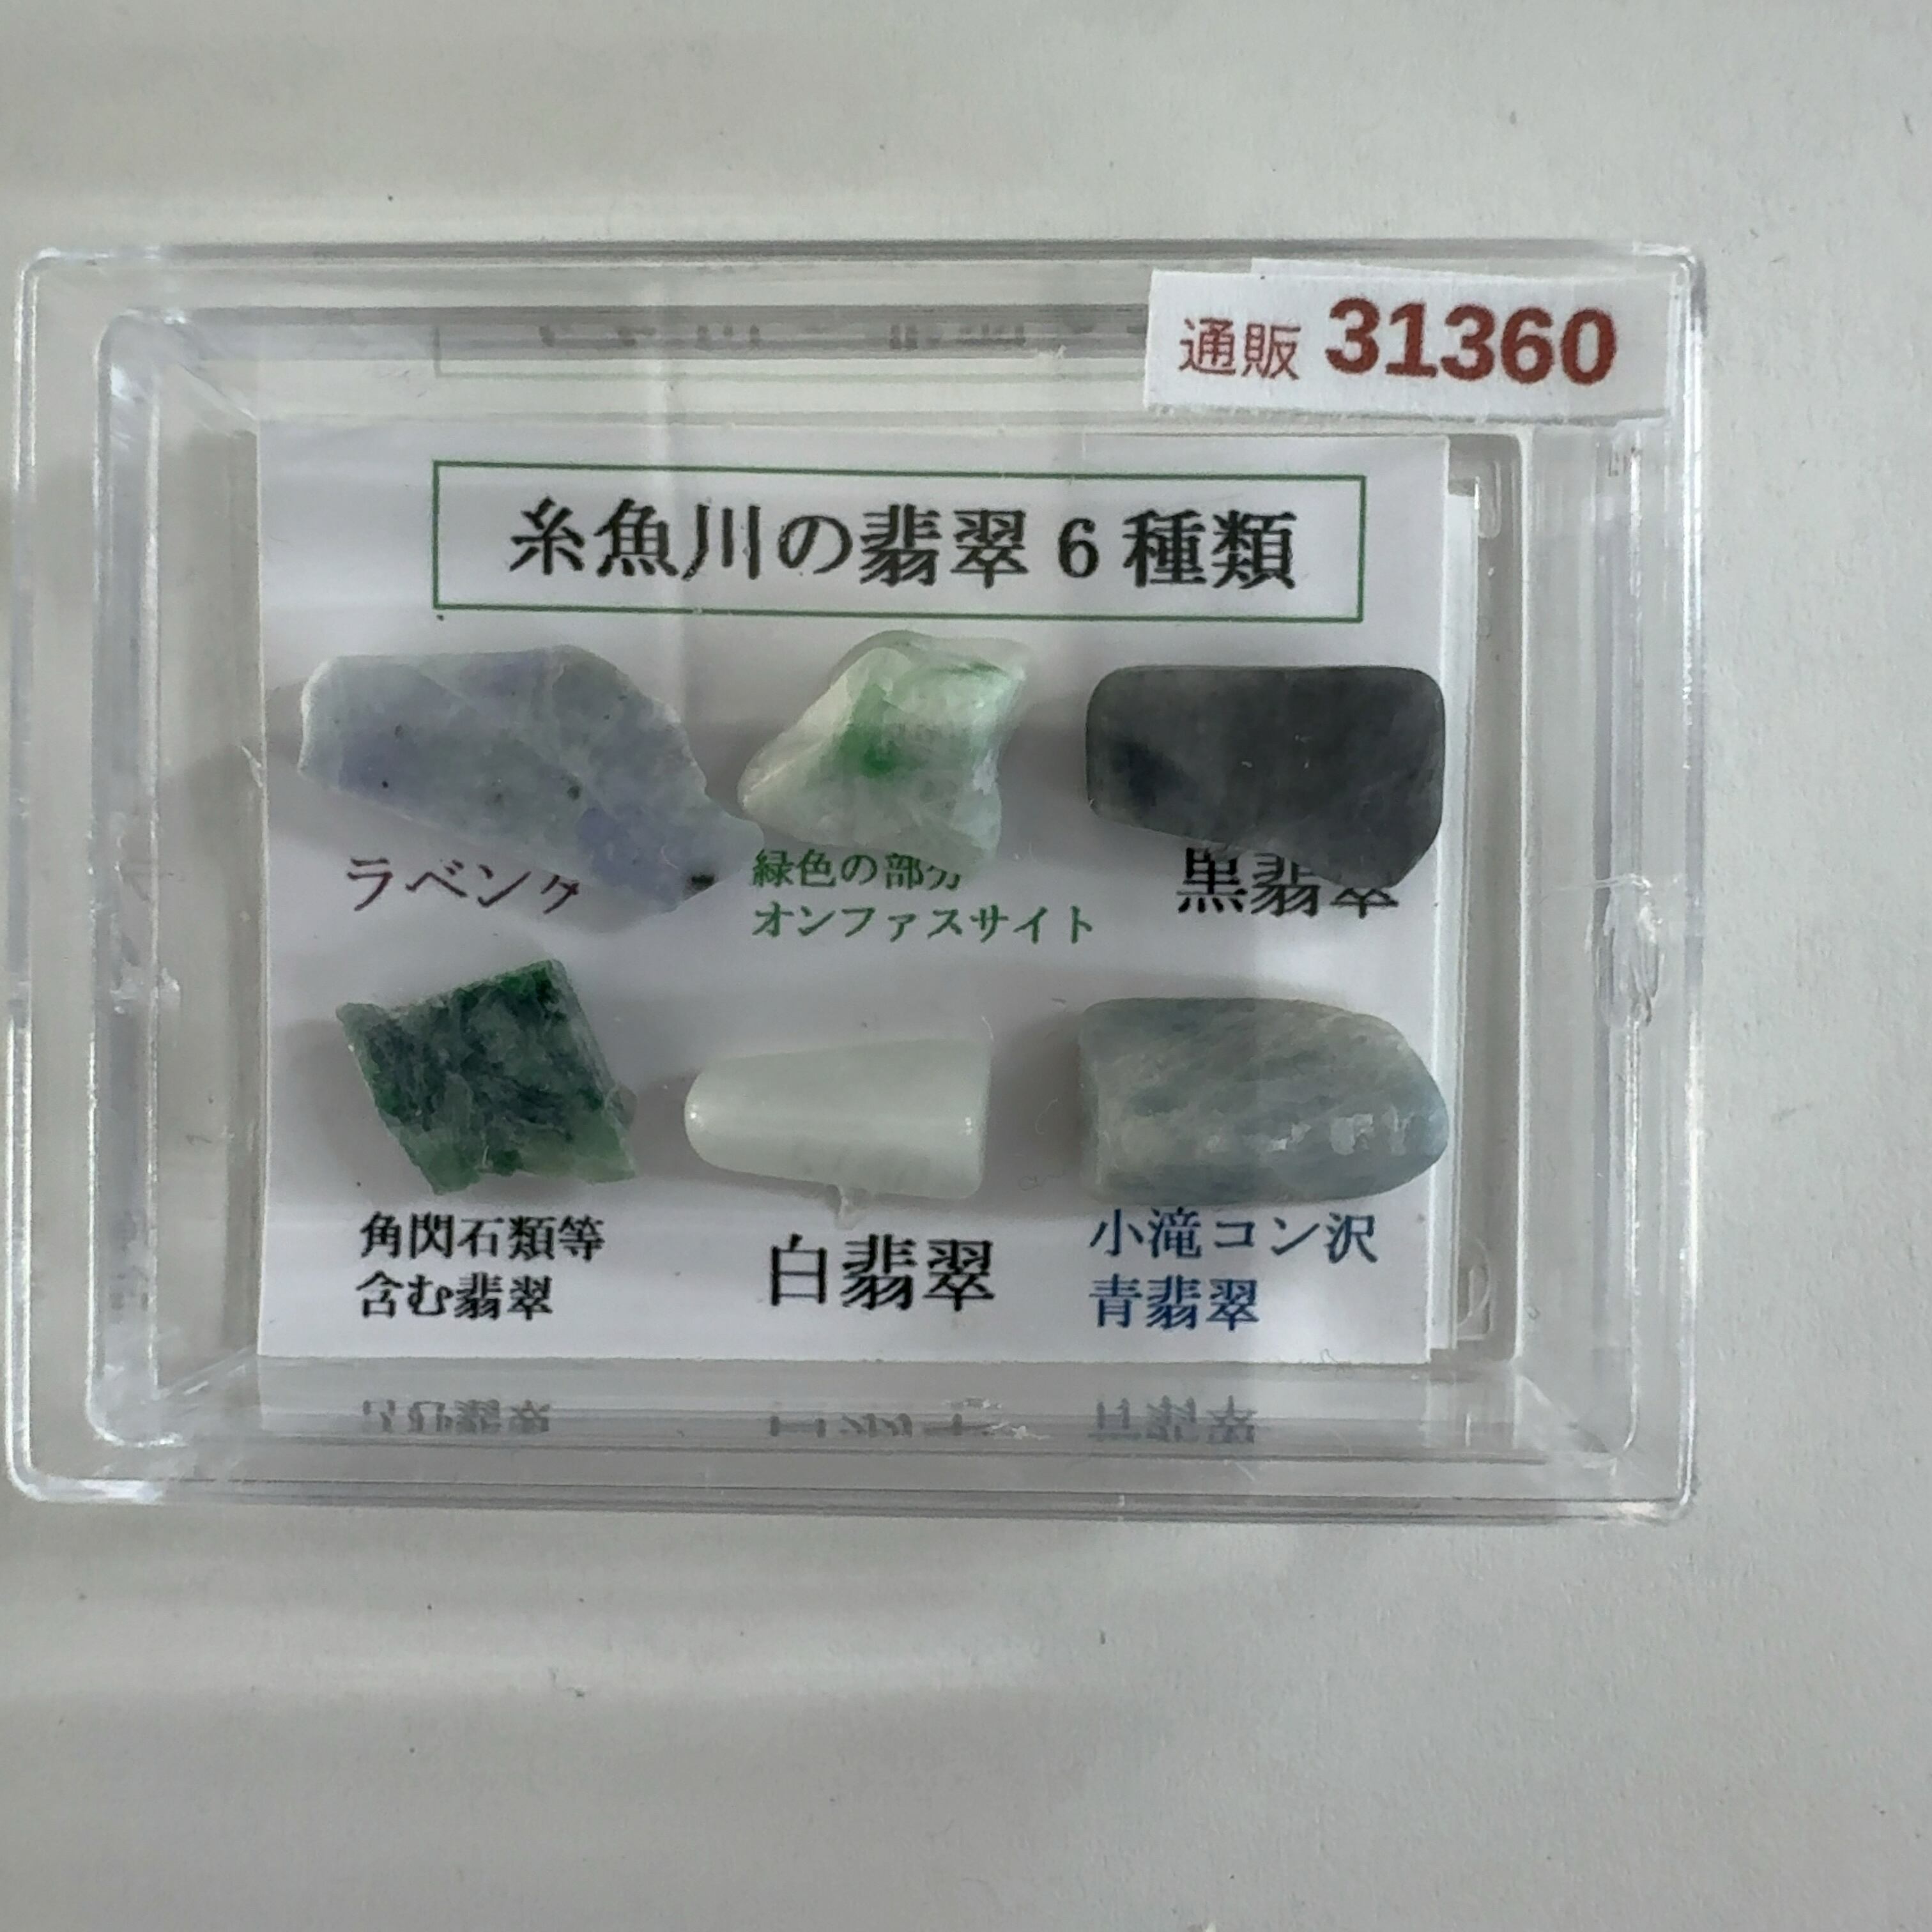 通販 31360
糸魚川の翡翠6種類
ラベンダ
緑色の部分
オンファスサイト
黒翡翠
角閃石類等
含む翡翠
白翡翠
小滝コン沢
青翡翠